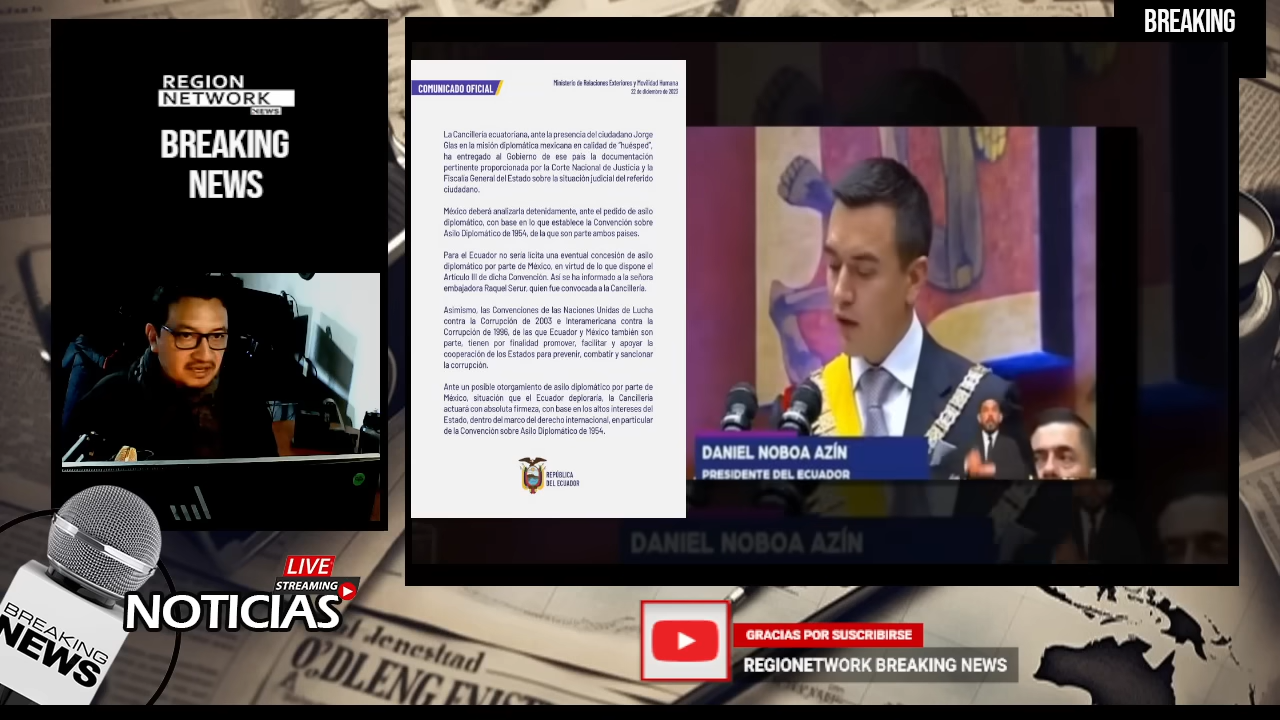 BREAKING
REGION
NETWORK
NEWS
BREAKING
NEWS
COMUNICADO OFICIAL
Ministerio de Relaciones Exteriores y Movilidad Humana
22 de diciembre de 2023
La Cancillería ecuatoriana, ante la presencia del ciudadano Jorge
Glas en la misión diplomática mexicana en calidad de "huésped",
ha entregado al Gobierno de ese país la documentación
pertinente proporcionada por la Corte Nacional de Justicia y la
Fiscalía General del Estado sobre la situación judicial del referido
ciudadano.
México deberá analizarla detenidamente, ante el pedido de asilo
diplomático, con base en lo que establece la Convención sobre
Asilo Diplomático de 1954, de la que son parte ambos países.
Para el Ecuador no sería lícita una eventual concesión de asilo
diplomático por parte de México, en virtud de lo que dispone el
Artículo III de dicha Convención. Así se ha informado a la señora
embajadora Raquel Serur, quien fue convocada a la Cancillería.
Asimismo, las Convenciones de las Naciones Unidas de Lucha
contra la Corrupción de 2003 e Interamericana contra la
Corrupción de 1996, de las que Ecuador y México también son
parte, tienen por finalidad promover, facilitar y apoyar la
cooperación de los Estados para prevenir, combatir y sancionar
la corrupción.
Ante un posible otorgamiento de asilo diplomático por parte de
México, situación que el Ecuador deploraría, la Cancillería
actuará con absoluta firmeza, con base en los altos intereses del
Estado, dentro del marco del derecho internacional, en particular
de la Convención sobre Asilo Diplomático de 1954.
REPÚBLICA
DEL ECUADOR
DANIEL NOBOA AZÍN
PRESIDENTE DEL ECUADOR
DANIEL NOBOA AZÍN
LIVE
STREAMING
NOTICIAS
BREAKING
NEWS
GRACIAS POR SUSCRIBIRSE
REGIONETWORK BREAKING NEWS